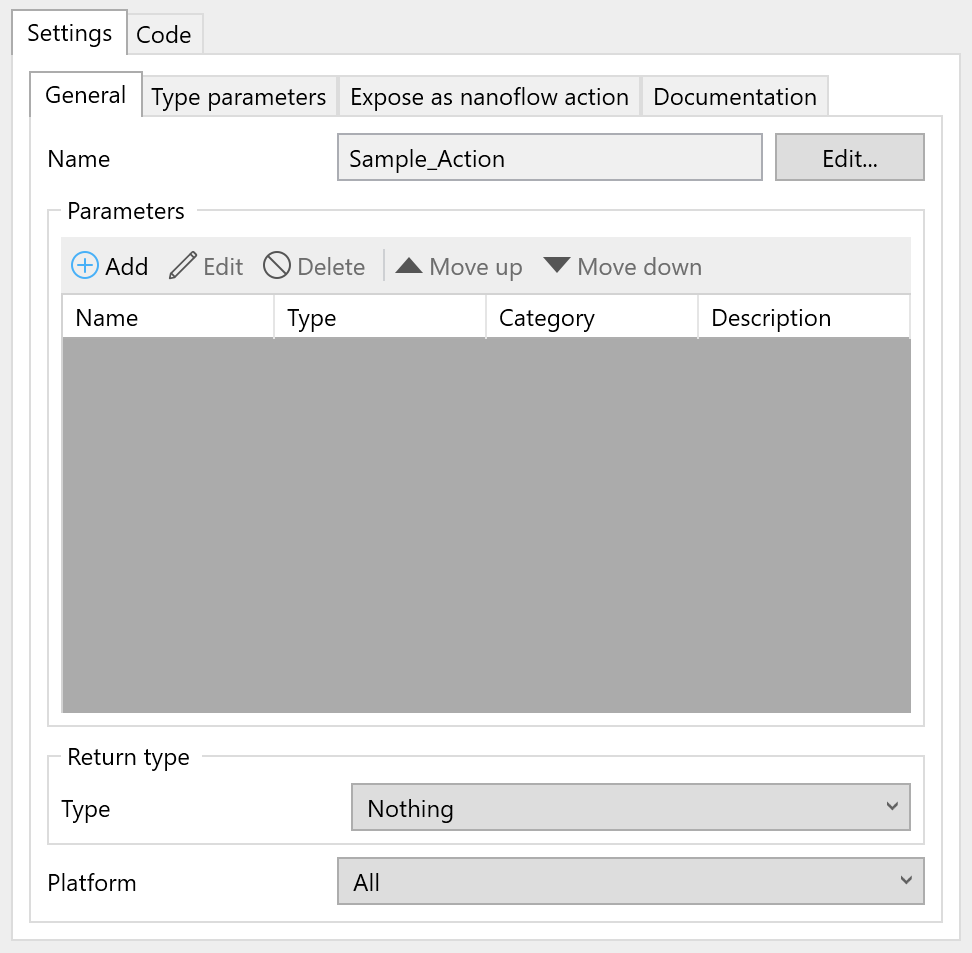 Settings Code
General Type parameters Expose as nanoflow action Documentation
Name Sample_Action Edit...
Parameters
Add Edit Delete Move up Move down
Name Type Category Description
Return type
Type Nothing
Platform All